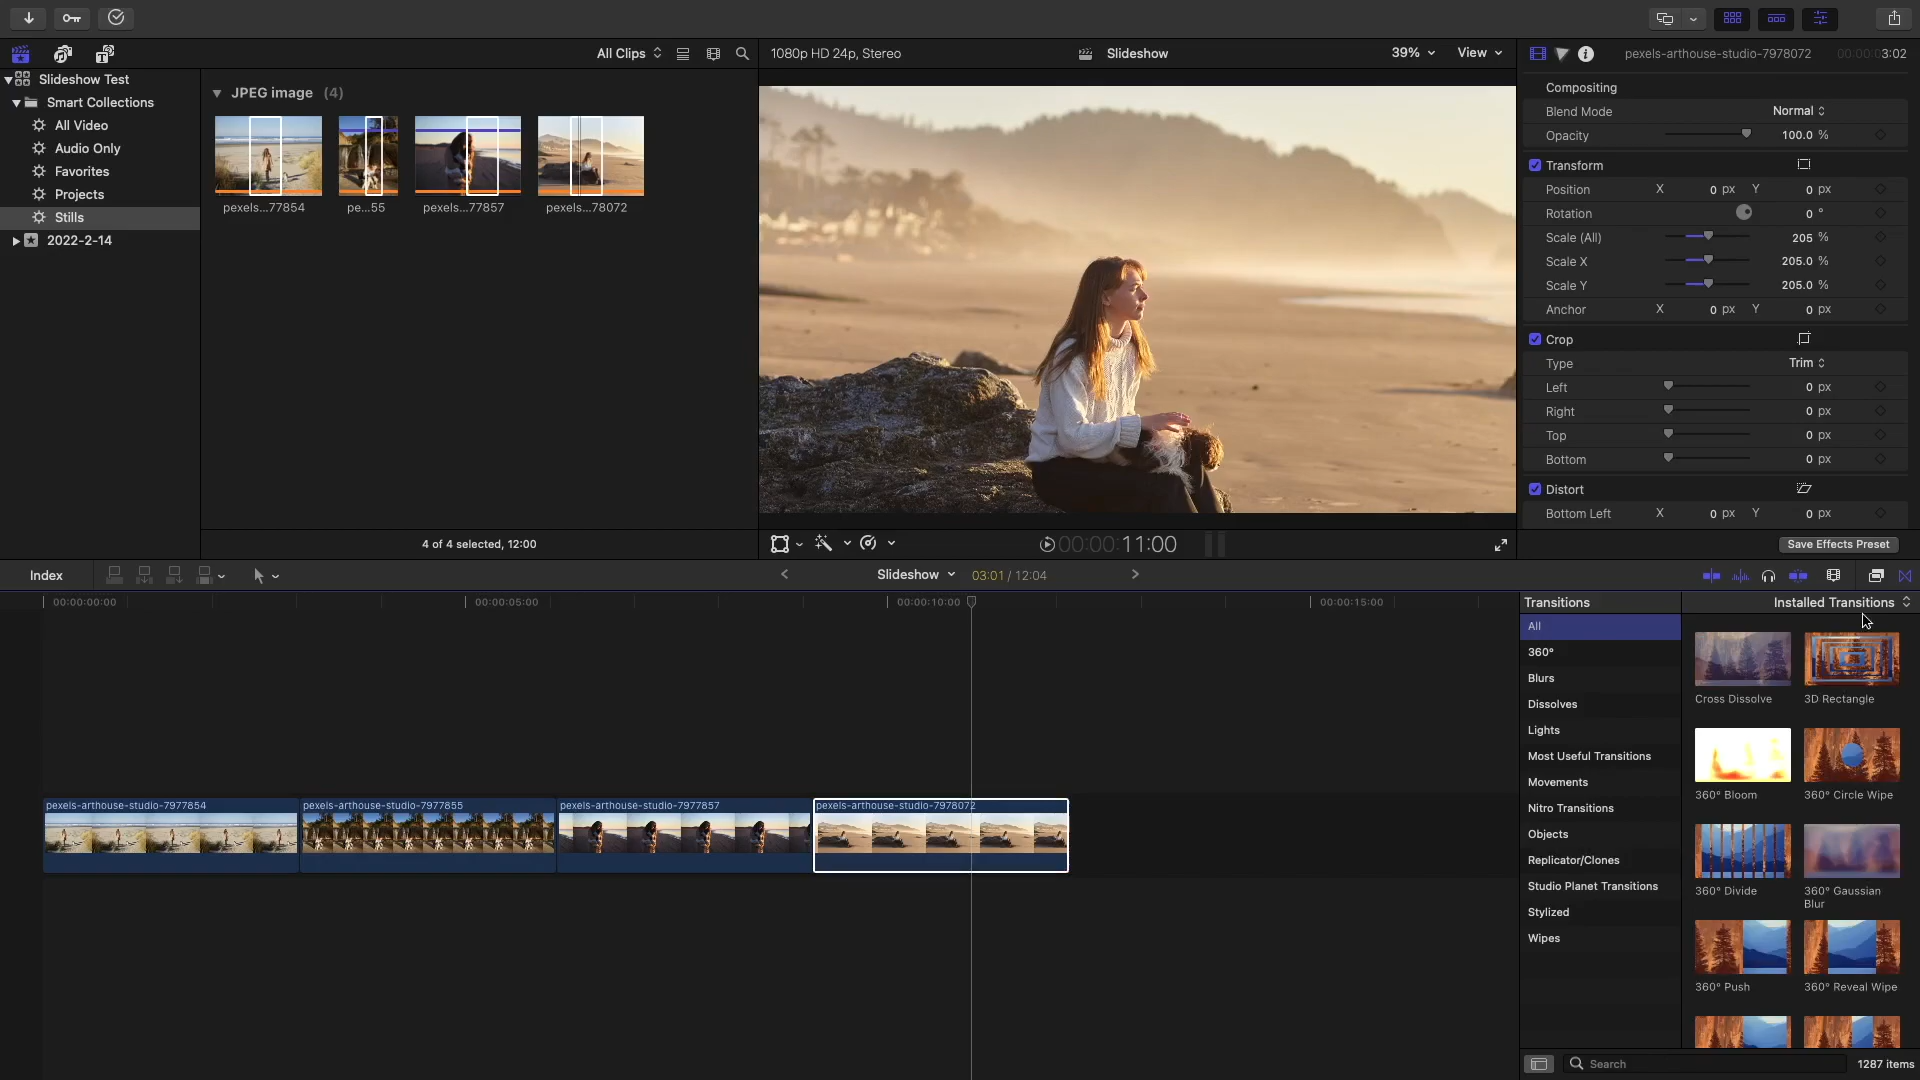 All Clips
1080p HD 24p, Stereo
Slideshow
39%
View
pexels-arthouse-studio-7978072
00:00:03:02
Slideshow Test
Smart Collections
All Video
Audio Only
Favorites
Projects
Stills
2022-2-14
JPEG image (4)
pexels...77854
pe...55
pexels...77857
pexels...78072
4 of 4 selected, 12:00
00:00:11:00
Compositing
Blend Mode Normal
Opacity 100.0 %
Transform
Position X 0 px Y 0 px
Rotation 0 °
Scale (All) 205 %
Scale X 205.0 %
Scale Y 205.0 %
Anchor X 0 px Y 0 px
Crop
Type Trim
Left 0 px
Right 0 px
Top 0 px
Bottom 0 px
Distort
Bottom Left X 0 px Y 0 px
Save Effects Preset
Index
Slideshow
03:01 / 12:04
00:00:00:00
00:00:05:00
00:00:10:00
00:00:15:00
pexels-arthouse-studio-7977854
pexels-arthouse-studio-7977855
pexels-arthouse-studio-7977857
pexels-arthouse-studio-7978072
Transitions
Installed Transitions
All
360°
Blurs
Dissolves
Lights
Most Useful Transitions
Movements
Nitro Transitions
Objects
Replicator/Clones
Studio Planet Transitions
Stylized
Wipes
Cross Dissolve
3D Rectangle
360° Bloom
360° Circle Wipe
360° Divide
360° Gaussian
Blur
360° Push
360° Reveal Wipe
Search
1287 items